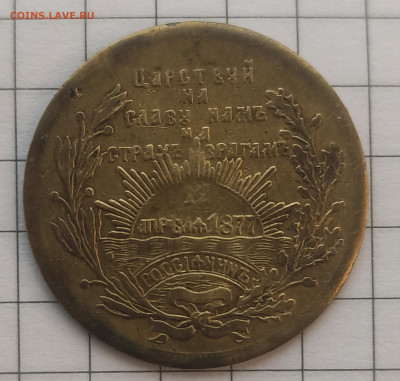 COINS.LAVE.RU
ЦАРСТВУЙ
НА
СЛАВУ НАМЪ
НА
СТРАХЪ ВРАГАМЪ
12
АПРѢЛЯ 1877